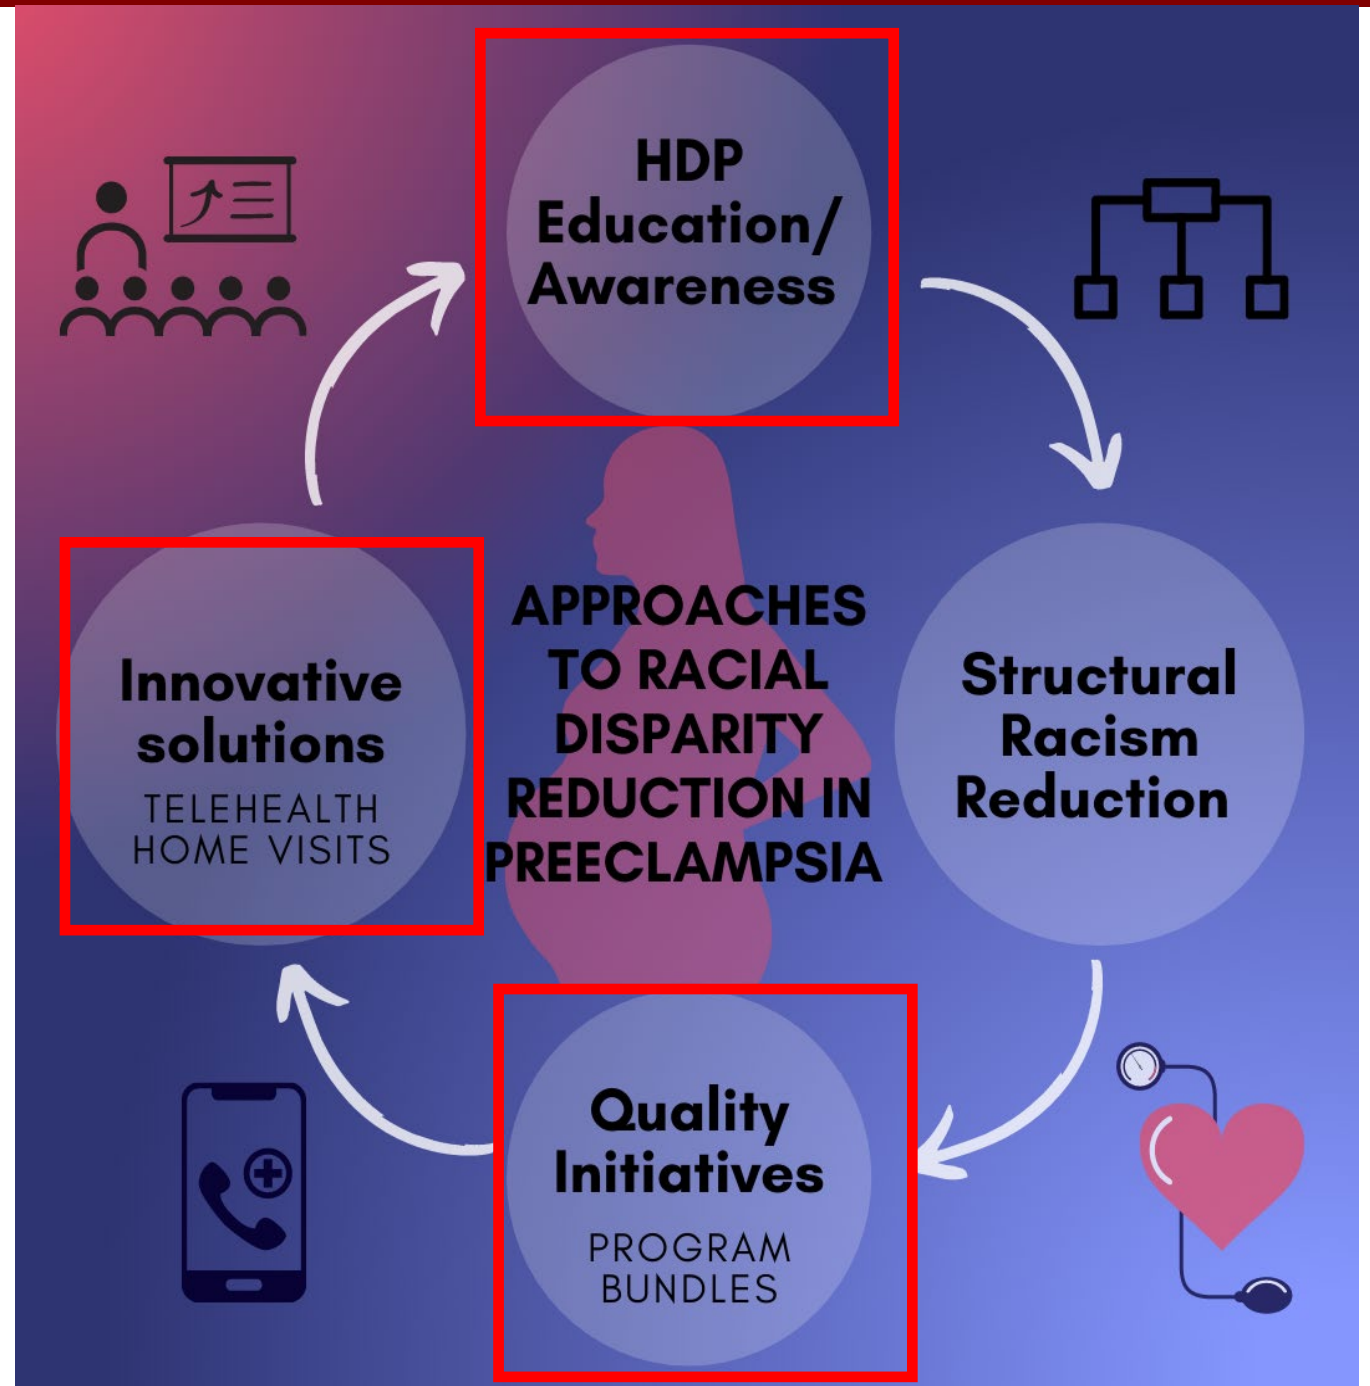 HDP
Education/
Awareness
Structural
Racism
Reduction
Quality
Initiatives
PROGRAM
BUNDLES
Innovative
solutions
TELEHEALTH
HOME VISITS
APPROACHES
TO RACIAL
DISPARITY
REDUCTION IN
PREECLAMPSIA